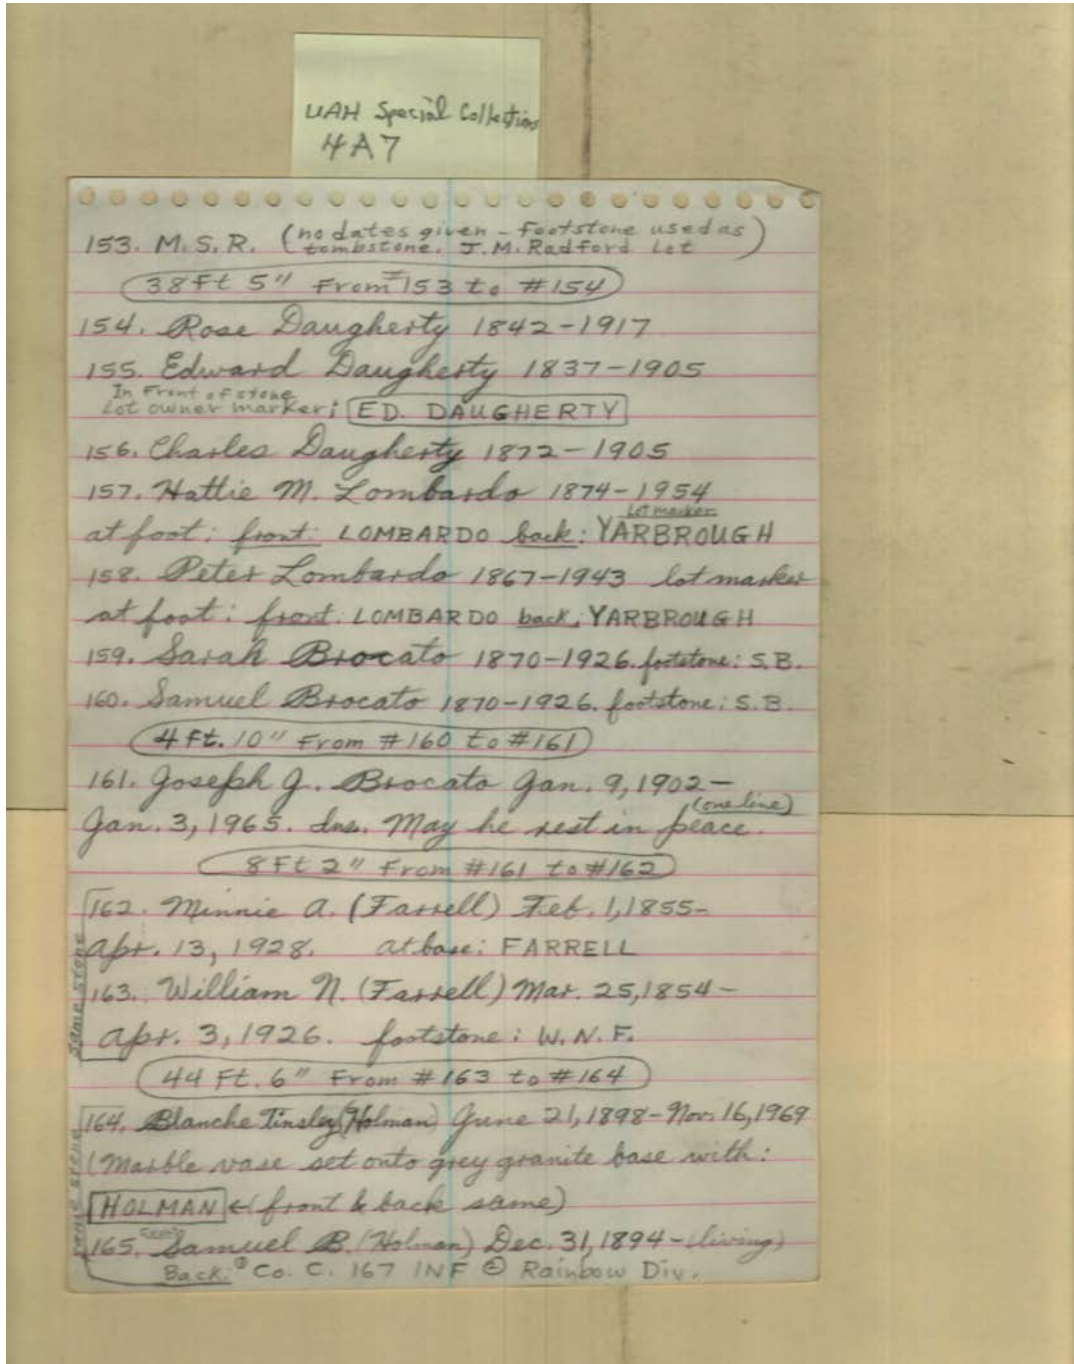 UAH Special Collections
4A7
153. M.S.R. (no dates given - footstone used as
tombstone. J.M. Radford Lot)
38Ft 5" From #153 to #154
154. Rose Daugherty 1842-1917
155. Edward Daugherty 1837-1905
In Front of stone
Lot owner marker: ED. DAUGHERTY
156. Charles Daugherty 1872-1905
157. Hattie M. Lombardo 1874-1954
Lot marker
at foot: front: LOMBARDO back: YARBROUGH
158. Peter Lombardo 1867-1943 lot marker
at foot: front: LOMBARDO back: YARBROUGH
159. Sarah Brocato 1870-1926. footstone: S.B.
160. Samuel Brocato 1870-1926. footstone: S.B.
4 Ft. 10" From #160 to #161
161. Joseph J. Brocato Jan. 9, 1902-
(one line)
Jan. 3, 1965. Ins. May he rest in peace.
8 Ft 2" From #161 to #162
same stone
162. Minnie A. (Farrell) Feb. 1, 1855-
Apr. 13, 1928. at base: FARRELL
163. William N. (Farrell) Mar. 25, 1854-
Apr. 3, 1926. footstone: W.N.F.
44 Ft. 6" From #163 to #164
same stone
164. Blanche Tinsley (Holman) June 21, 1898-Nov. 16, 1969
(Marble vase set onto grey granite base with:
HOLMAN ← (front & back same)
165. Samuel B. (Holman) Dec. 31, 1894-(living)
Back: Co. C. 167 INF Rainbow Div.